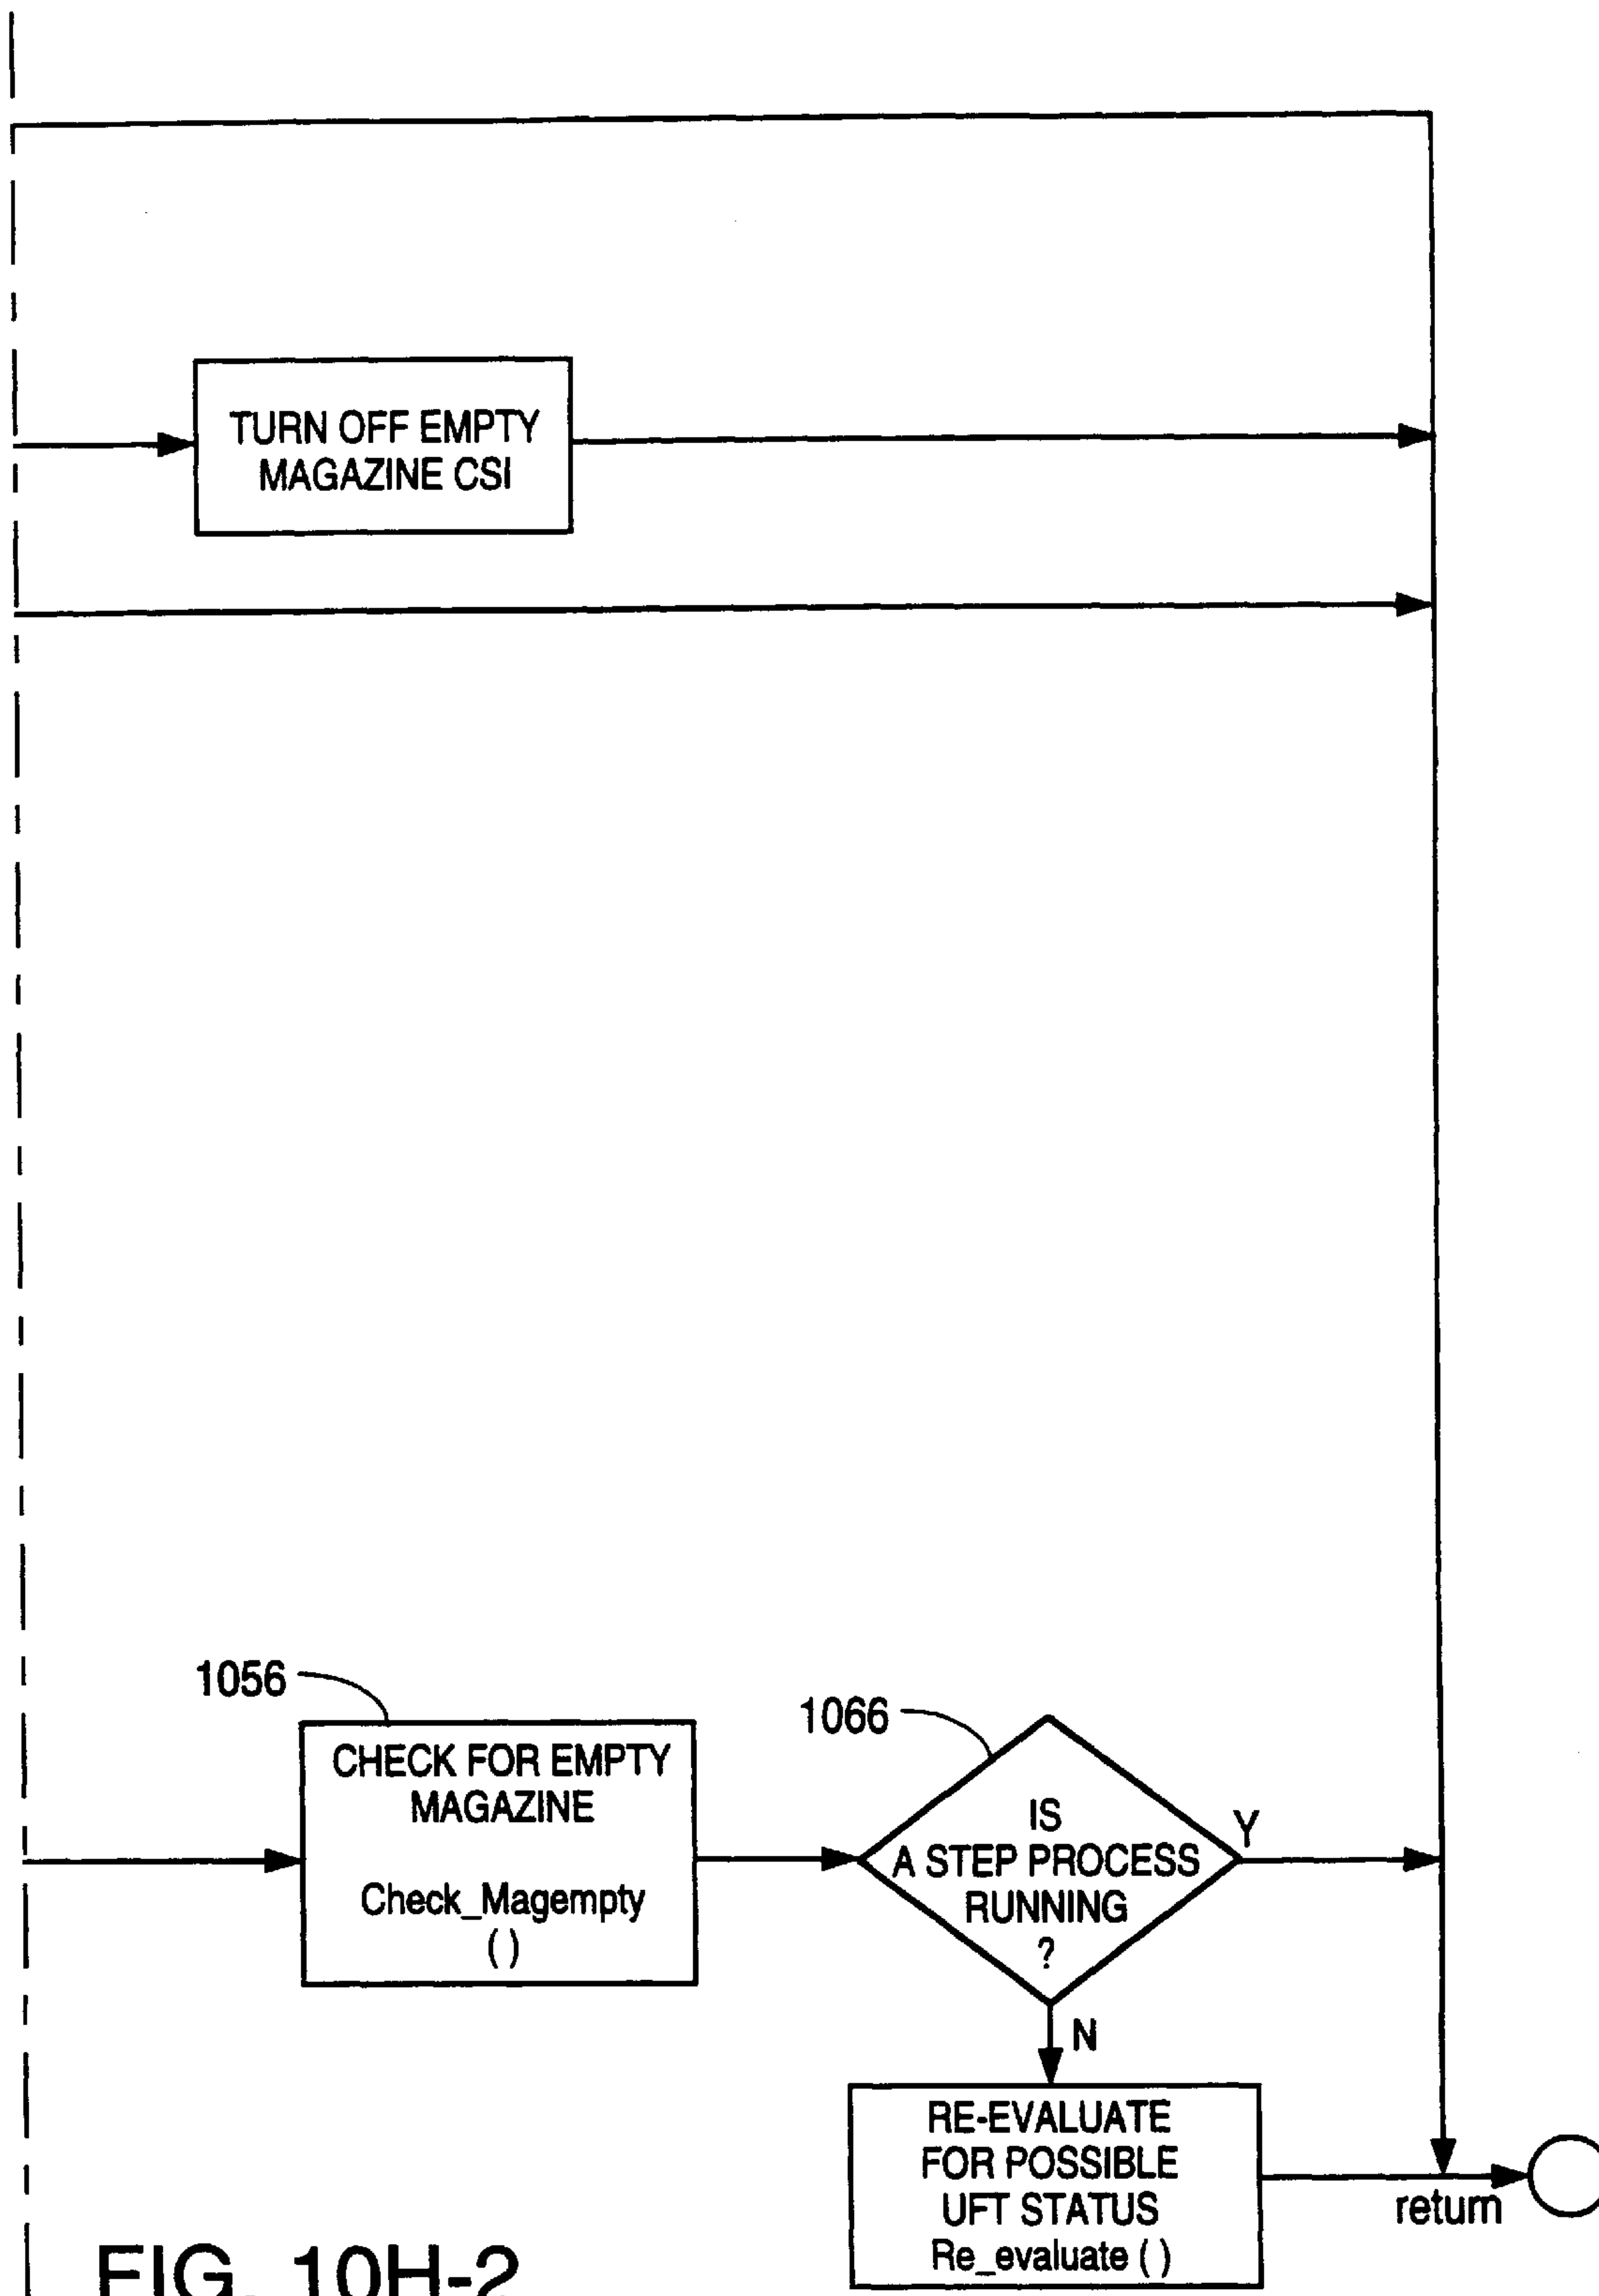 TURN OFF EMPTY
MAGAZINE CSI
1056
CHECK FOR EMPTY
MAGAZINE
Check_Magempty
( )
1066
IS
A STEP PROCESS
RUNNING
?
Y
N
RE-EVALUATE
FOR POSSIBLE
UFT STATUS
Re_evaluate ( )
return
FIG. 10H-2